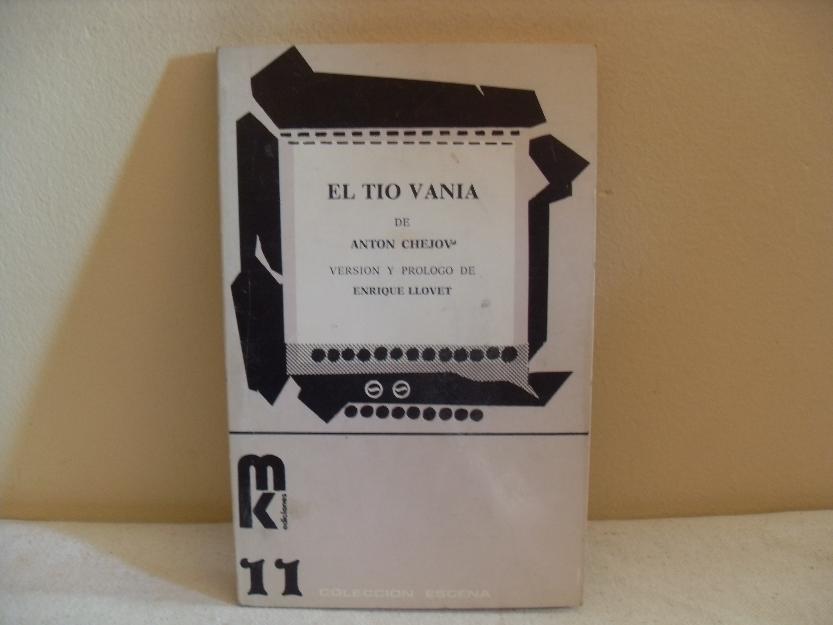 EL TIO VANIA
DE
ANTON CHEJOV
VERSION Y PROLOGO DE
ENRIQUE LLOVET
mk
ediciones
11
COLECCION ESCENA